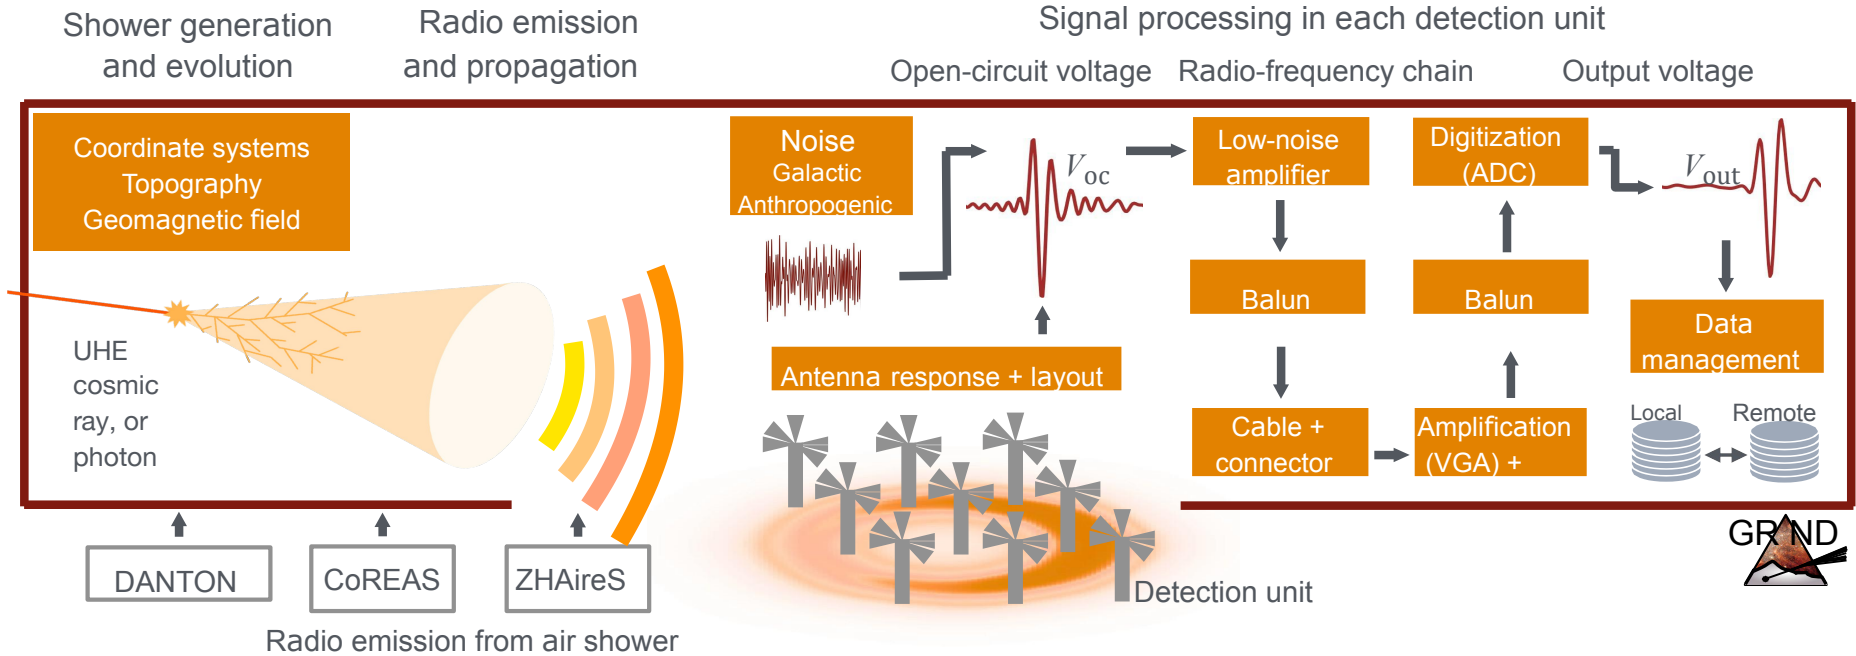 Shower generation
and evolution
Radio emission
and propagation
Signal processing in each detection unit
Open-circuit voltage
Radio-frequency chain
Output voltage
Coordinate systems
Topography
Geomagnetic field
Noise
Galactic
Anthropogenic
Voc
Low-noise
amplifier
Digitization
(ADC)
Vout
Balun
Balun
Data
management
UHE
cosmic
ray, or
photon
Antenna response + layout
Cable +
connector
Amplification
(VGA) +
Local
Remote
GRAND
DANTON
CoREAS
ZHAireS
Detection unit
Radio emission from air shower